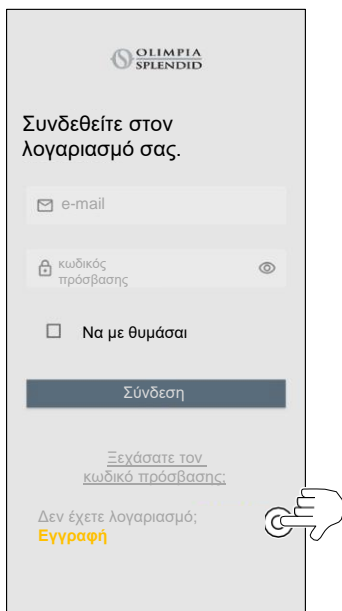 OLIMPIA
SPLENDID
Συνδεθείτε στον
λογαριασμό σας.
e-mail
κωδικός
πρόσβασης
Να με θυμάσαι
Σύνδεση
Ξεχάσατε τον
κωδικό πρόσβασης;
Δεν έχετε λογαριασμό;
Εγγραφή